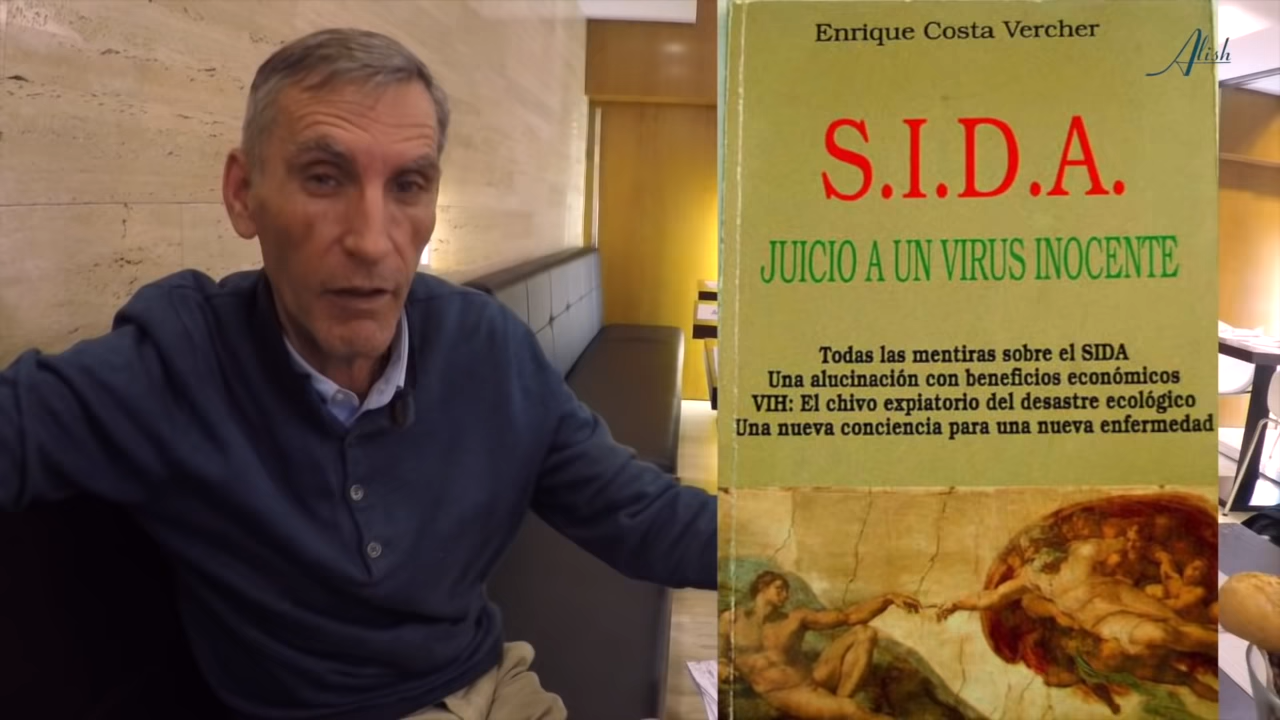 Enrique Costa Vercher
Alish
S.I.D.A.
JUICIO A UN VIRUS INOCENTE
Todas las mentiras sobre el SIDA
Una alucinación con beneficios económicos
VIH: El chivo expiatorio del desastre ecológico
Una nueva conciencia para una nueva enfermedad